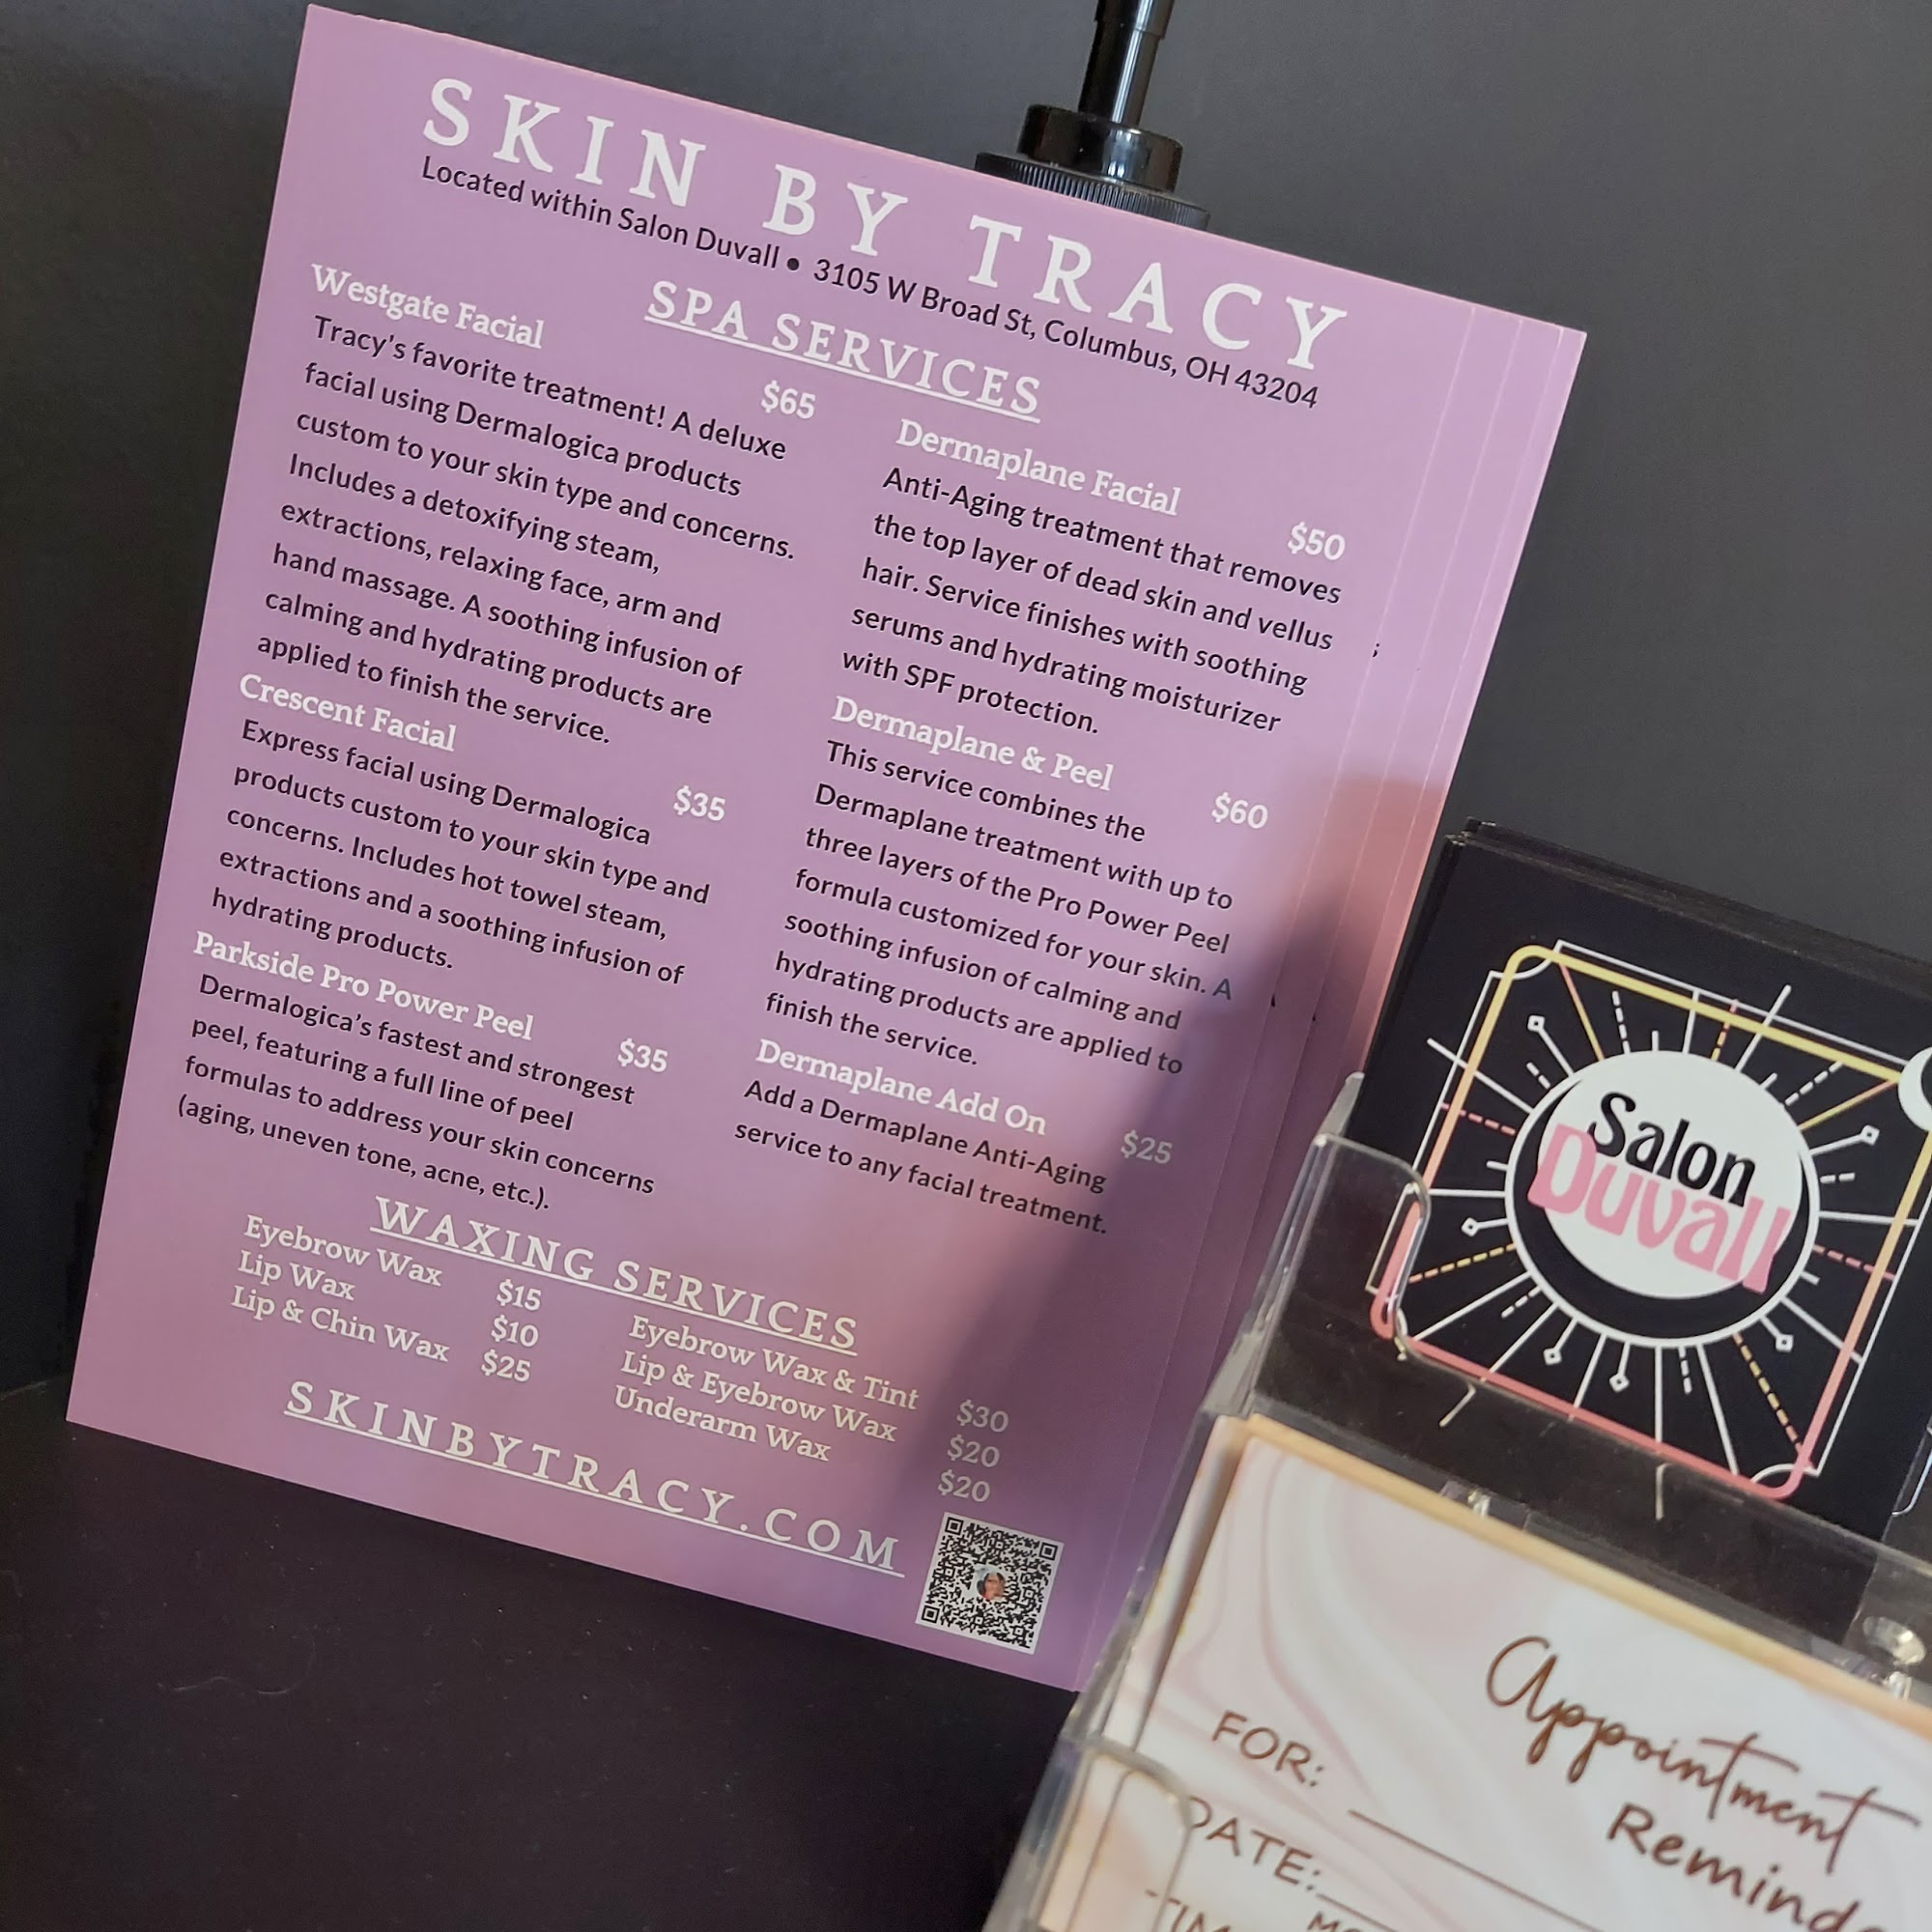 SKIN BY TRACY
Located within Salon Duvall • 3105 W Broad St, Columbus, OH 43204
SPA SERVICES
Westgate Facial
$65
Tracy's favorite treatment! A deluxe
facial using Dermalogica products
custom to your skin type and concerns.
Includes a detoxifying steam,
extractions, relaxing face, arm and
hand massage. A soothing infusion of
calming and hydrating products are
applied to finish the service.
Crescent Facial
$35
Express facial using Dermalogica
products custom to your skin type and
concerns. Includes hot towel steam,
extractions and a soothing infusion of
hydrating products.
Parkside Pro Power Peel
$35
Dermalogica's fastest and strongest
peel, featuring a full line of peel
formulas to address your skin concerns
(aging, uneven tone, acne, etc.).
Dermaplane Facial
$50
Anti-Aging treatment that removes
the top layer of dead skin and vellus
hair. Service finishes with soothing
serums and hydrating moisturizer
with SPF protection.
Dermaplane & Peel
$60
This service combines the
Dermaplane treatment with up to
three layers of the Pro Power Peel
formula customized for your skin. A
soothing infusion of calming and
hydrating products are applied to
finish the service.
Dermaplane Add On
$25
Add a Dermaplane Anti-Aging
service to any facial treatment.
WAXING SERVICES
Eyebrow Wax $15
Lip Wax $10
Lip & Chin Wax $25
Eyebrow Wax & Tint $30
Lip & Eyebrow Wax $20
Underarm Wax $20
SKINBYTRACY.COM
Salon
Duvall
Appointment
Remind
FOR:
DATE:
TIM